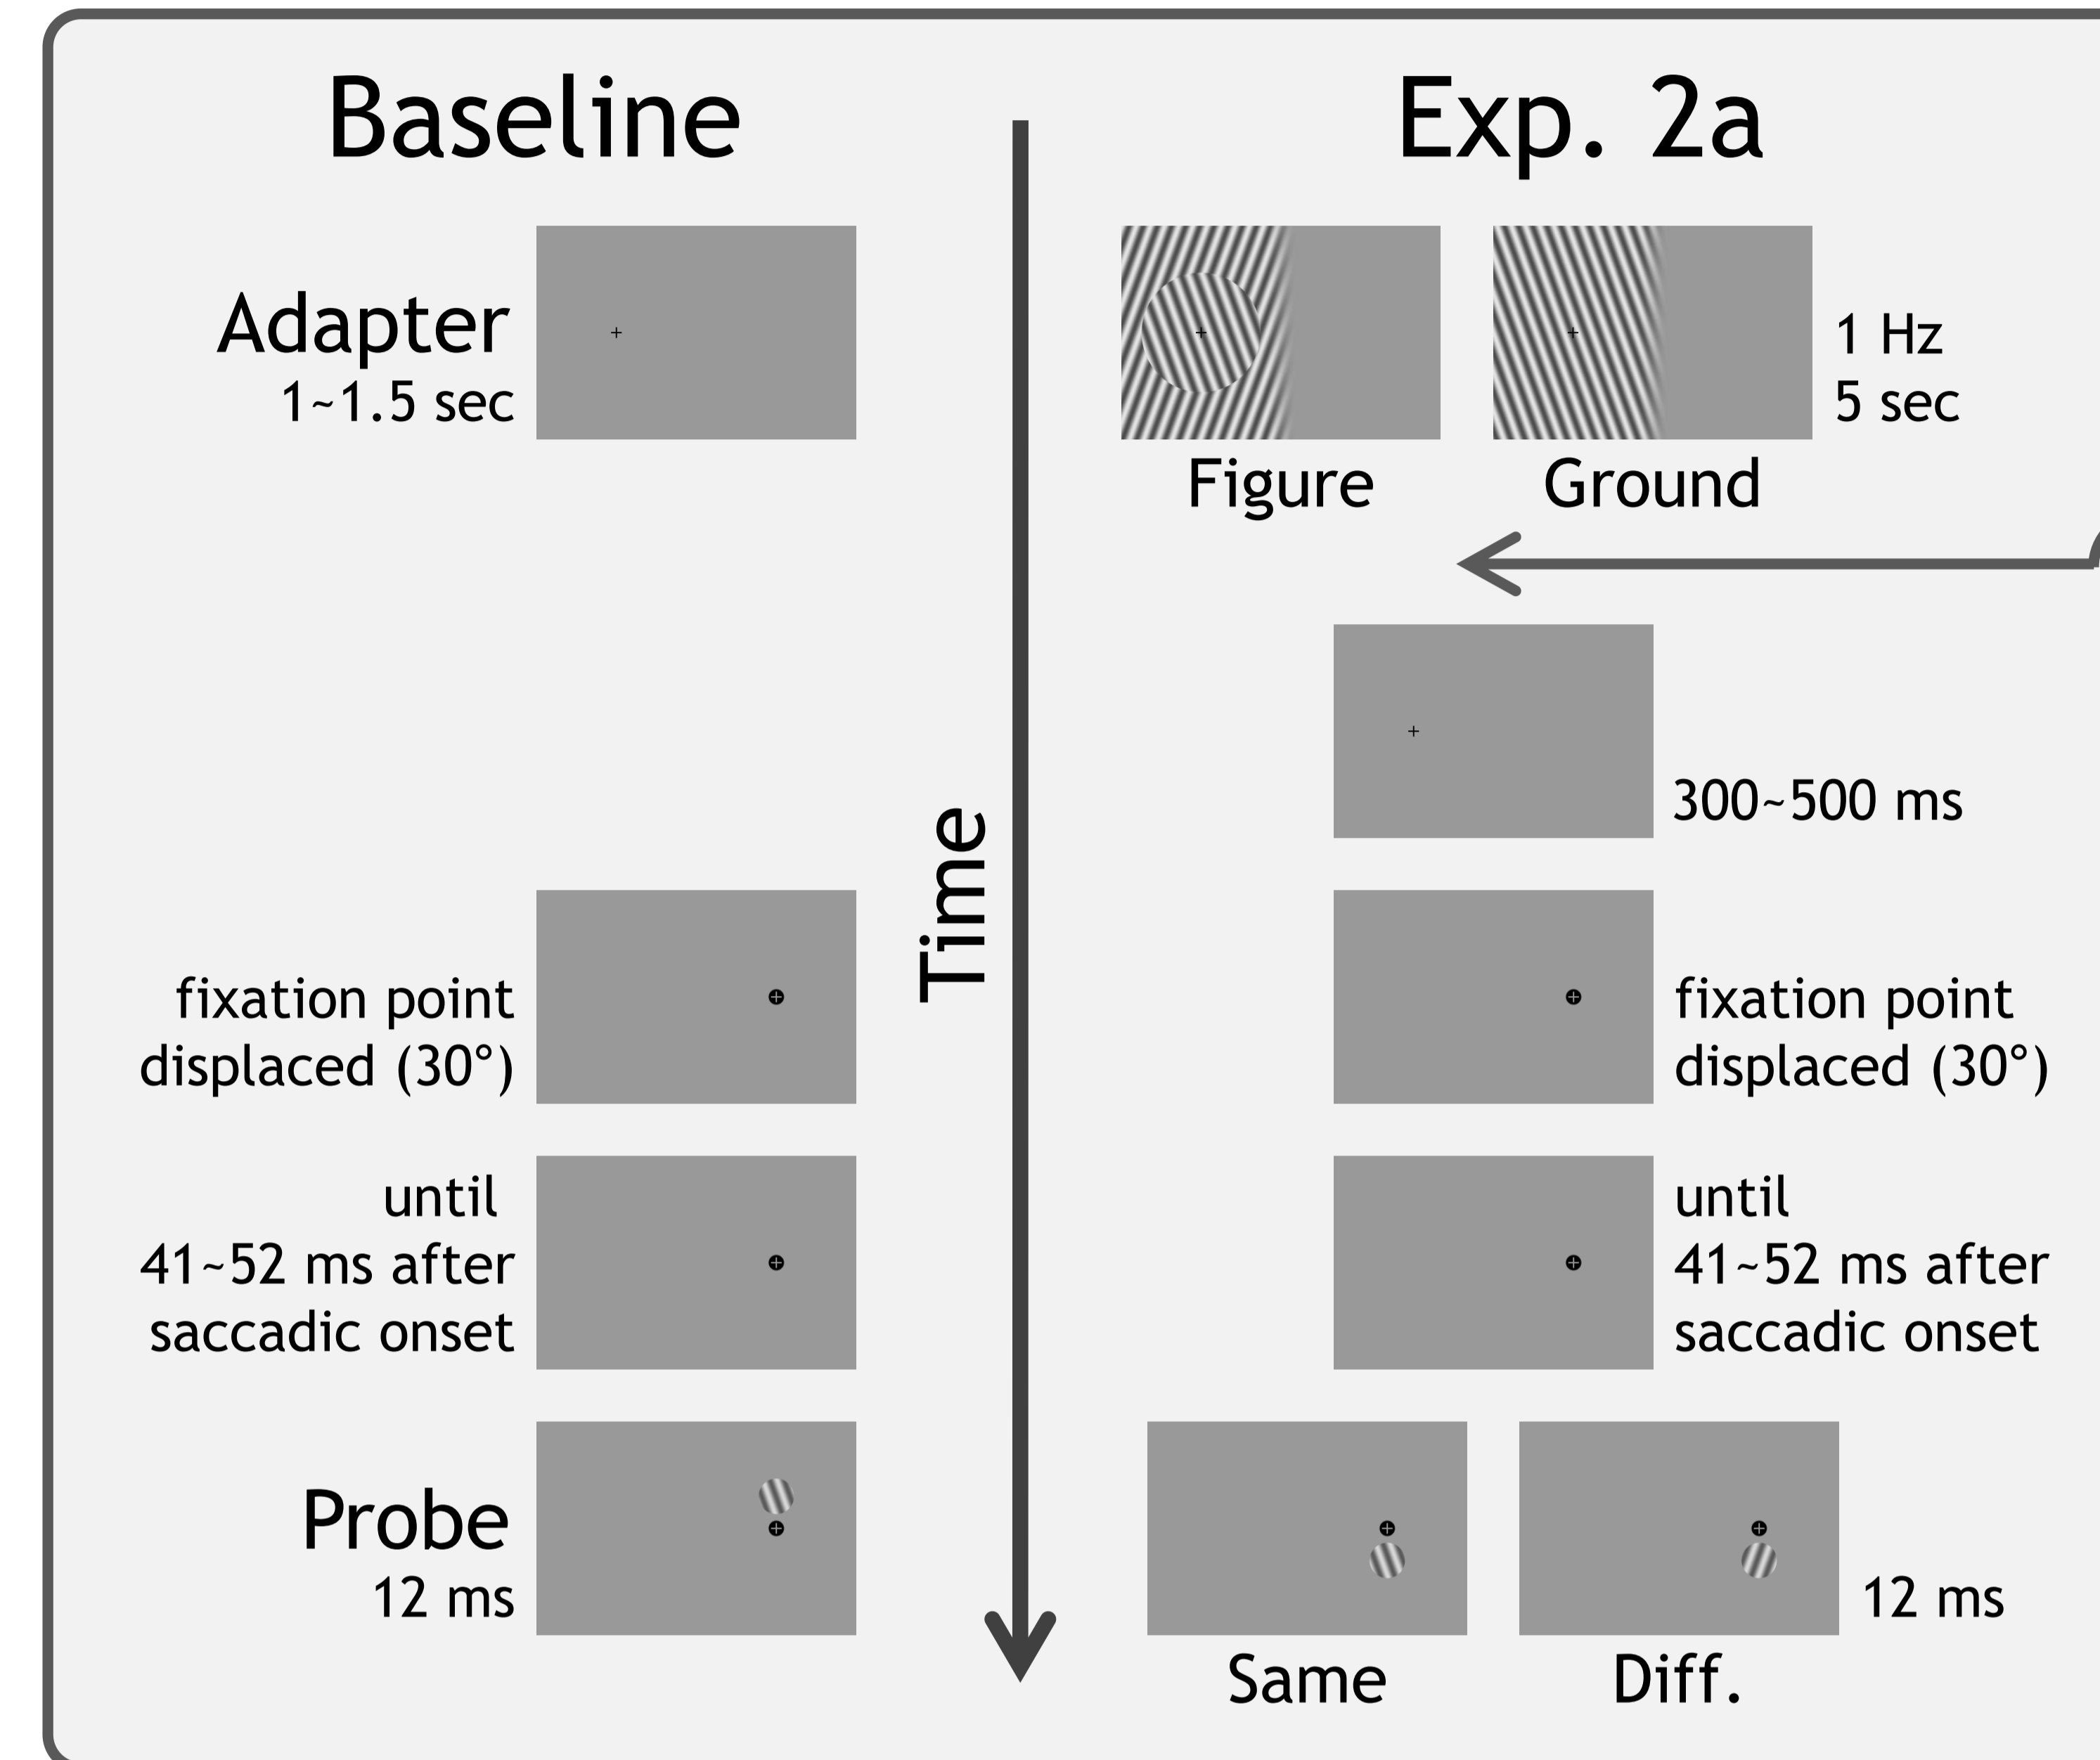 Baseline
Exp. 2a
Adapter
1~1.5 sec
1 Hz
5 sec
Figure
Ground
300~500 ms
Time
fixation point
displaced (30°)
fixation point
displaced (30°)
until
41~52 ms after
saccadic onset
until
41~52 ms after
saccadic onset
Probe
12 ms
12 ms
Same
Diff.